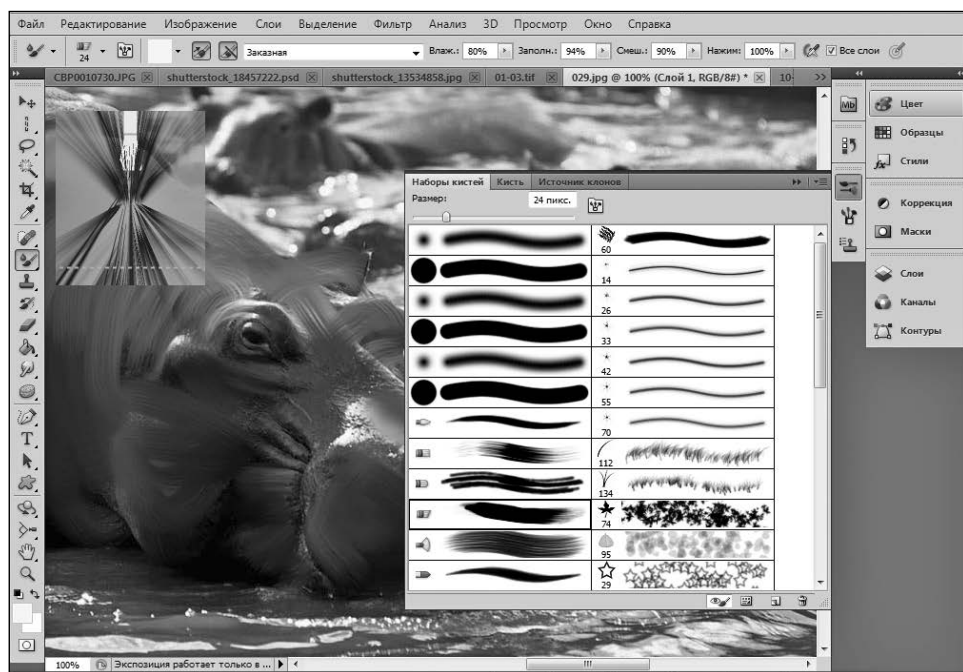 Файл Редактирование Изображение Слои Выделение Фильтр Анализ 3D Просмотр Окно Справка
24 Заказная Влаж.: 80% Заполн.: 94% Смеш.: 90% Нажим: 100% Все слои
CBP0010730.JPG shutterstock_18457222.psd shutterstock_13534858.jpg 01-03.tif 029.jpg @ 100% (Слой 1, RGB/8#) * 10-
Mb Цвет
Образцы
Стили
Коррекция
Маски
Слои
Каналы
Контуры
Наборы кистей Кисть Источник клонов
Размер: 24 пикс.
60
14
26
33
42
55
70
112
134
74
95
29
100% Экспозиция работает только в ...